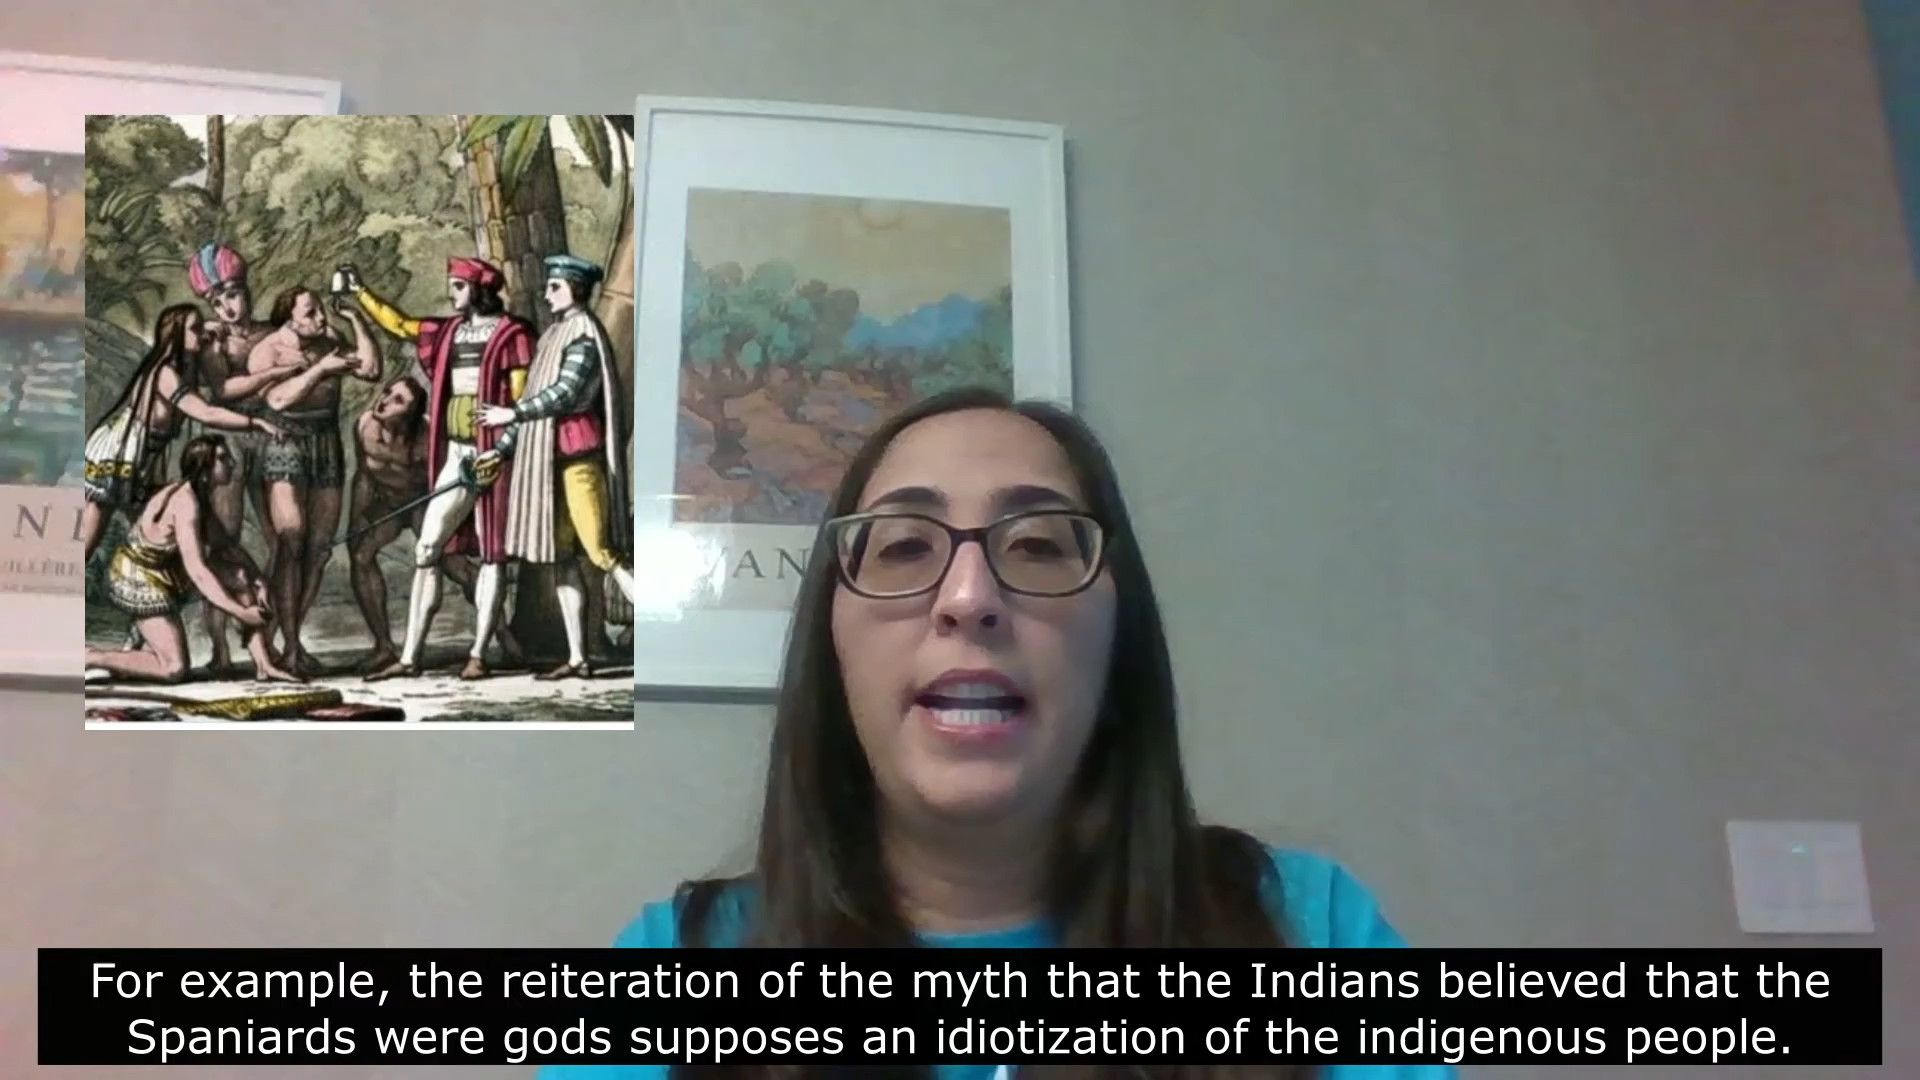 For example, the reiteration of the myth that the Indians believed that the
Spaniards were gods supposes an idiotization of the indigenous people.